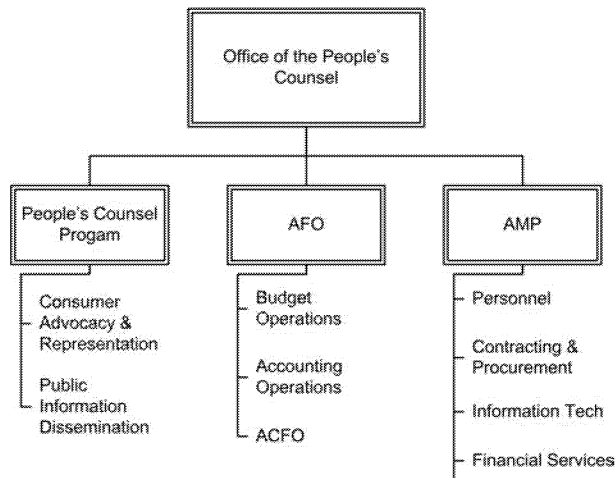 Office of the People's
Counsel
People's Counsel
Progam
AFO
AMP
Consumer
Advocacy &
Representation
Public
Information
Dissemination
Budget
Operations
Accounting
Operations
ACFO
Personnel
Contracting &
Procurement
Information Tech
Financial Services